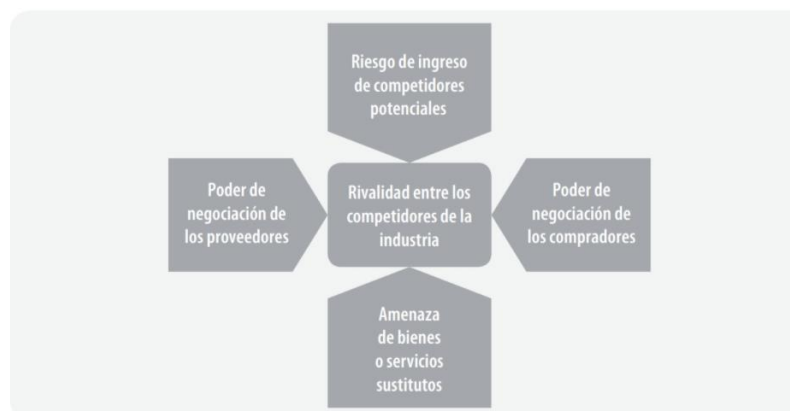 Riesgo de ingreso
de competidores
potenciales
Poder de
negociación de
los proveedores
Rivalidad entre los
competidores de la
industria
Poder de
negociación de
los compradores
Amenaza
de bienes
o servicios
sustitutos